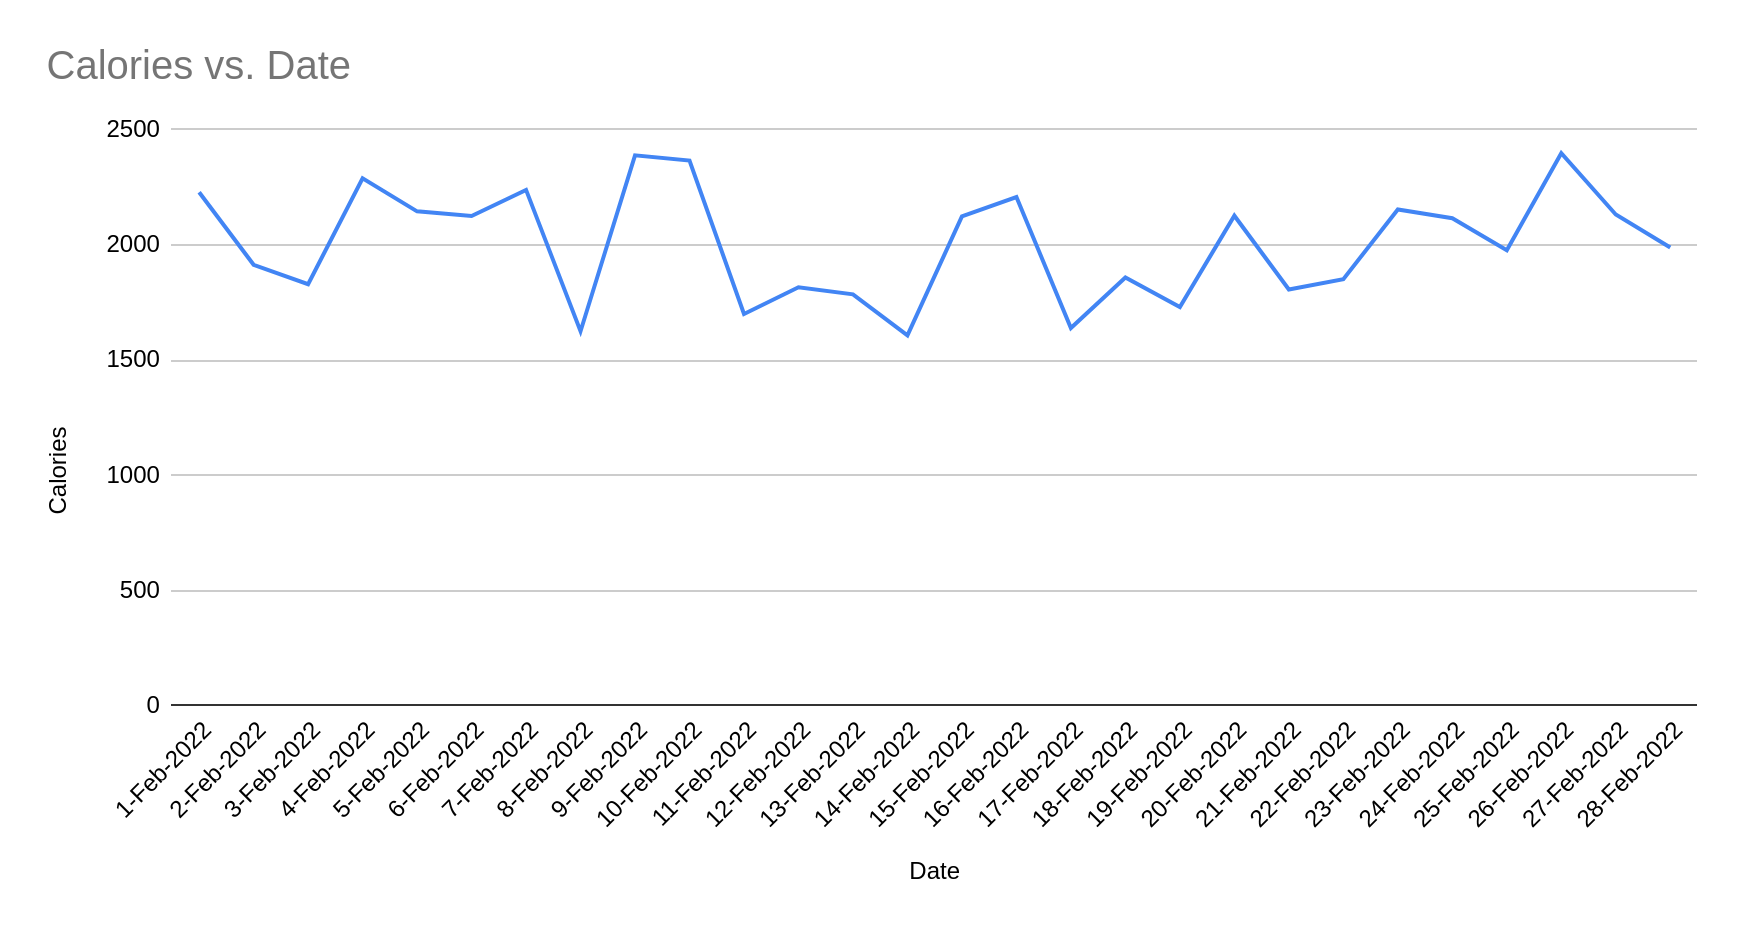 Calories vs. Date
2500
2000
1500
1000
500
0
Calories
1-Feb-2022
2-Feb-2022
3-Feb-2022
4-Feb-2022
5-Feb-2022
6-Feb-2022
7-Feb-2022
8-Feb-2022
9-Feb-2022
10-Feb-2022
11-Feb-2022
12-Feb-2022
13-Feb-2022
14-Feb-2022
15-Feb-2022
16-Feb-2022
17-Feb-2022
18-Feb-2022
19-Feb-2022
20-Feb-2022
21-Feb-2022
22-Feb-2022
23-Feb-2022
24-Feb-2022
25-Feb-2022
26-Feb-2022
27-Feb-2022
28-Feb-2022
Date